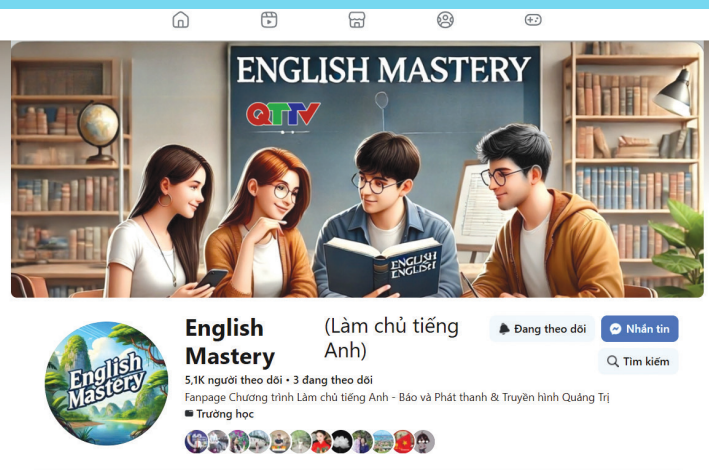 ENGLISH MASTERY
QTTV
ENGLISH
ENGLISH
English Mastery
English
Mastery
(Làm chủ tiếng
Anh)
Đang theo dõi
Nhắn tin
Tìm kiếm
5,1K người theo dõi • 3 đang theo dõi
Fanpage Chương trình Làm chủ tiếng Anh - Báo và Phát thanh & Truyền hình Quảng Trị
Trường học